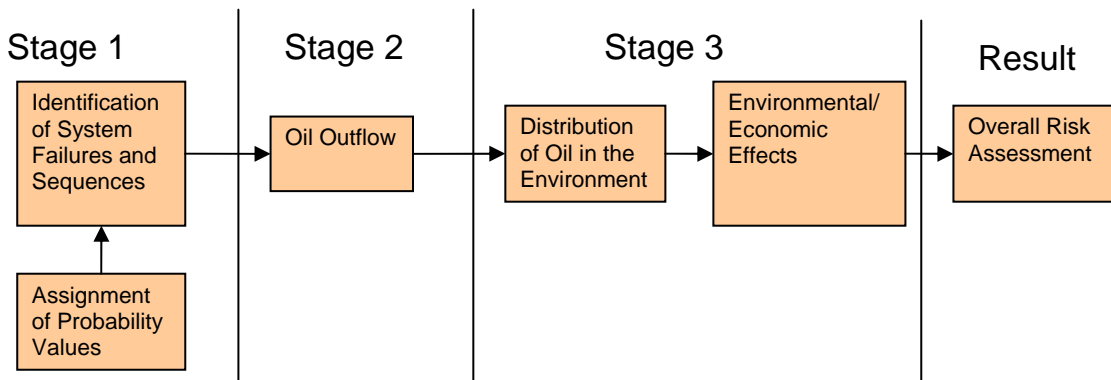 Stage 1
Identification
of System
Failures and
Sequences
Assignment
of Probability
Values
Stage 2
Oil Outflow
Stage 3
Distribution
of Oil in the
Environment
Environmental/
Economic
Effects
Result
Overall Risk
Assessment